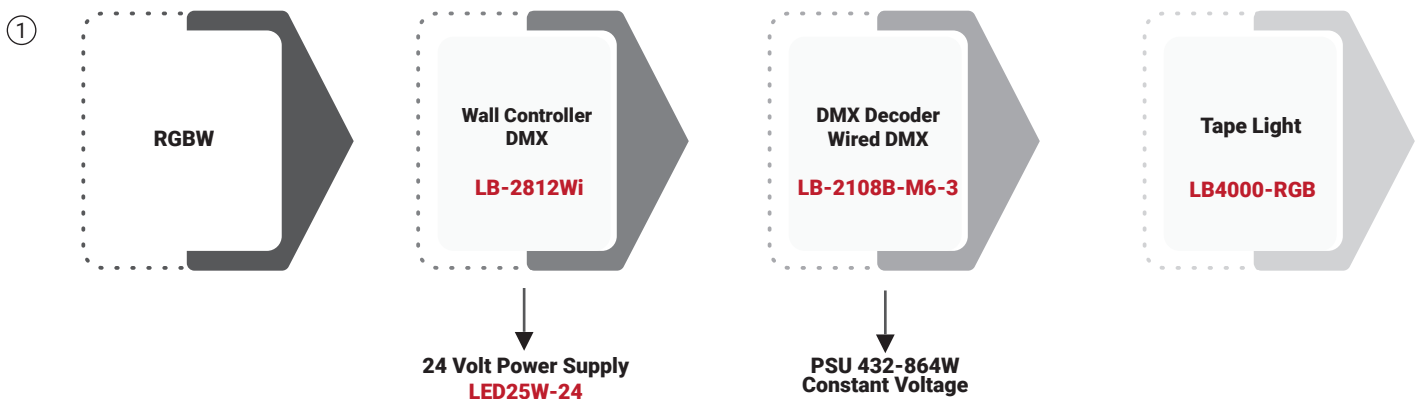 1
RGBW
Wall Controller
DMX
LB-2812Wi
DMX Decoder
Wired DMX
LB-2108B-M6-3
Tape Light
LB4000-RGB
24 Volt Power Supply
LED25W-24
PSU 432-864W
Constant Voltage